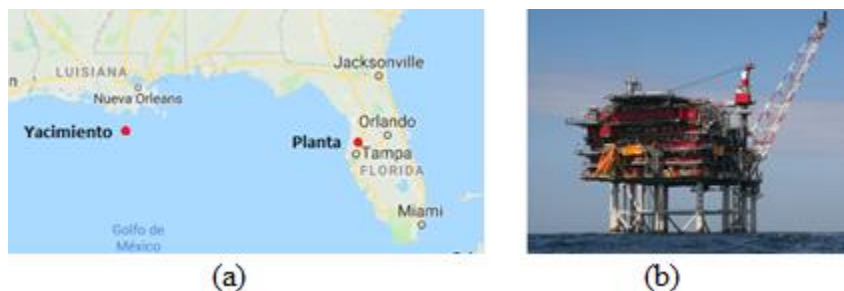 LUISIANA
Nueva Orleans
Jacksonville
Yacimiento
Planta
Orlando
Tampa
FLORIDA
Miami
Golfo de
México
(a)
(b)